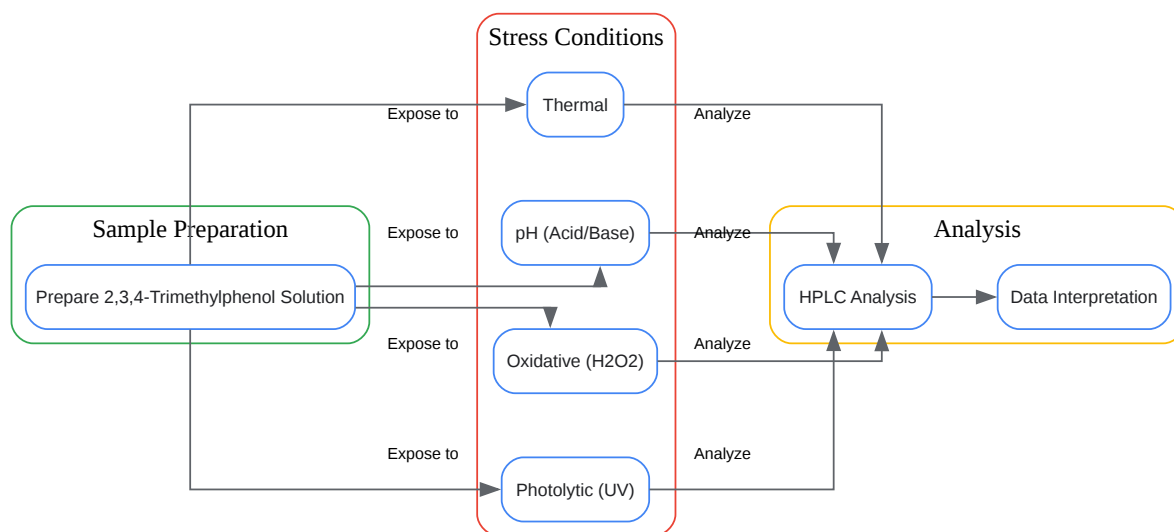 Stress Conditions
Thermal
Expose to
Analyze
Sample Preparation
Expose to
pH (Acid/Base)
Analyze
Analysis
Prepare 2,3,4-Trimethylphenol Solution
HPLC Analysis
Data Interpretation
Expose to
Oxidative (H2O2)
Analyze
Expose to
Analyze
Photolytic (UV)